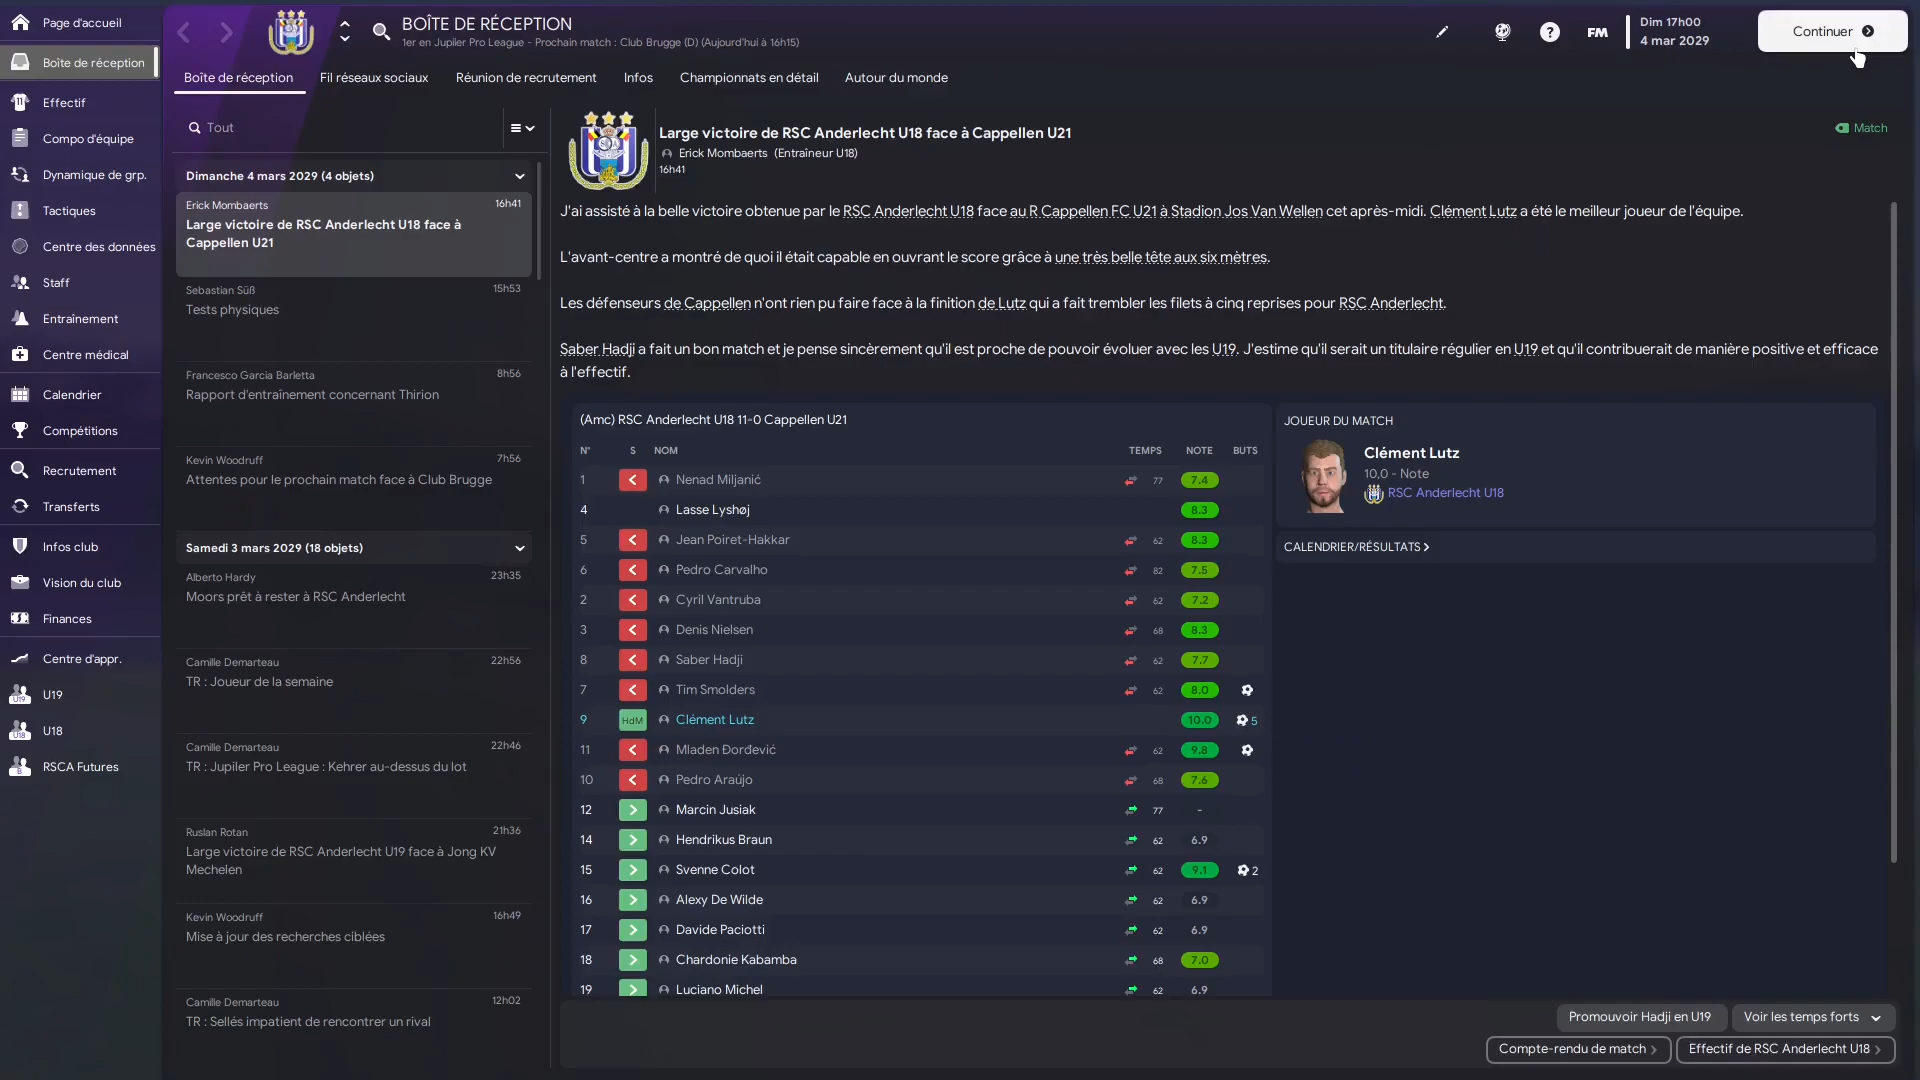 Page d'accueil
Boîte de réception
Effectif
Compo d'équipe
Dynamique de grp.
Tactiques
Centre des données
Staff
Entraînement
Centre médical
Calendrier
Compétitions
Recrutement
Transferts
Infos club
Vision du club
Finances
Centre d'appr.
U19
U18
RSCA Futures
BOÎTE DE RÉCEPTION
1er en Jupiler Pro League - Prochain match : Club Brugge (D) (Aujourd'hui à 16h15)
FM
Dim 17h00
4 mar 2029
Continuer
Boîte de réception Fil réseaux sociaux Réunion de recrutement Infos Championnats en détail Autour du monde
Tout
Dimanche 4 mars 2029 (4 objets)
Erick Mombaerts 16h41
Large victoire de RSC Anderlecht U18 face à
Cappellen U21
Sebastian Süß 15h53
Tests physiques
Francesco Garcia Barletta 8h56
Rapport d'entraînement concernant Thirion
Kevin Woodruff 7h56
Attentes pour le prochain match face à Club Brugge
Samedi 3 mars 2029 (18 objets)
Alberto Hardy 23h35
Moors prêt à rester à RSC Anderlecht
Camille Demarteau 22h56
TR : Joueur de la semaine
Camille Demarteau 22h46
TR : Jupiler Pro League : Kehrer au-dessus du lot
Ruslan Rotan 21h36
Large victoire de RSC Anderlecht U19 face à Jong KV
Mechelen
Kevin Woodruff 16h49
Mise à jour des recherches ciblées
Camille Demarteau 12h02
TR : Sellés impatient de rencontrer un rival
Large victoire de RSC Anderlecht U18 face à Cappellen U21
Erick Mombaerts (Entraîneur U18)
16h41
Match
J'ai assisté à la belle victoire obtenue par le RSC Anderlecht U18 face au R Cappellen FC U21 à Stadion Jos Van Wellen cet après-midi. Clément Lutz a été le meilleur joueur de l'équipe.
L'avant-centre a montré de quoi il était capable en ouvrant le score grâce à une très belle tête aux six mètres.
Les défenseurs de Cappellen n'ont rien pu faire face à la finition de Lutz qui a fait trembler les filets à cinq reprises pour RSC Anderlecht.
Saber Hadji a fait un bon match et je pense sincèrement qu'il est proche de pouvoir évoluer avec les U19. J'estime qu'il serait un titulaire régulier en U19 et qu'il contribuerait de manière positive et efficace
à l'effectif.
(Amc) RSC Anderlecht U18 11-0 Cappellen U21
N° S NOM TEMPS NOTE BUTS
1 Nenad Miljanić 77 7.4
4 Lasse Lyshøj 8.3
5 Jean Poiret-Hakkar 62 8.3
6 Pedro Carvalho 82 7.5
2 Cyril Vantruba 62 7.2
3 Denis Nielsen 68 8.3
8 Saber Hadji 62 7.7
7 Tim Smolders 62 8.0
9 HdM Clément Lutz 10.0 5
11 Mladen Đorđević 62 9.8
10 Pedro Araújo 68 7.6
12 Marcin Jusiak 77 -
14 Hendrikus Braun 62 6.9
15 Svenne Colot 62 9.1 2
16 Alexy De Wilde 62 6.9
17 Davide Paciotti 62 6.9
18 Chardonie Kabamba 68 7.0
19 Luciano Michel 62 6.9
JOUEUR DU MATCH
Clément Lutz
10.0 - Note
RSC Anderlecht U18
CALENDRIER/RÉSULTATS
Promouvoir Hadji en U19
Voir les temps forts
Compte-rendu de match
Effectif de RSC Anderlecht U18